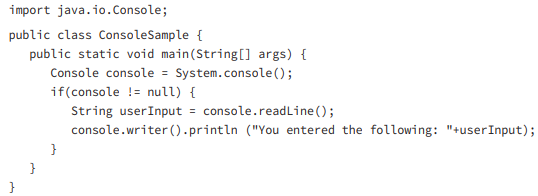 import java.io.Console;
public class ConsoleSample {
   public static void main(String[] args) {
      Console console = System.console();
      if(console != null) {
         String userInput = console.readLine();
         console.writer().println ("You entered the following: "+userInput);
      }
   }
}